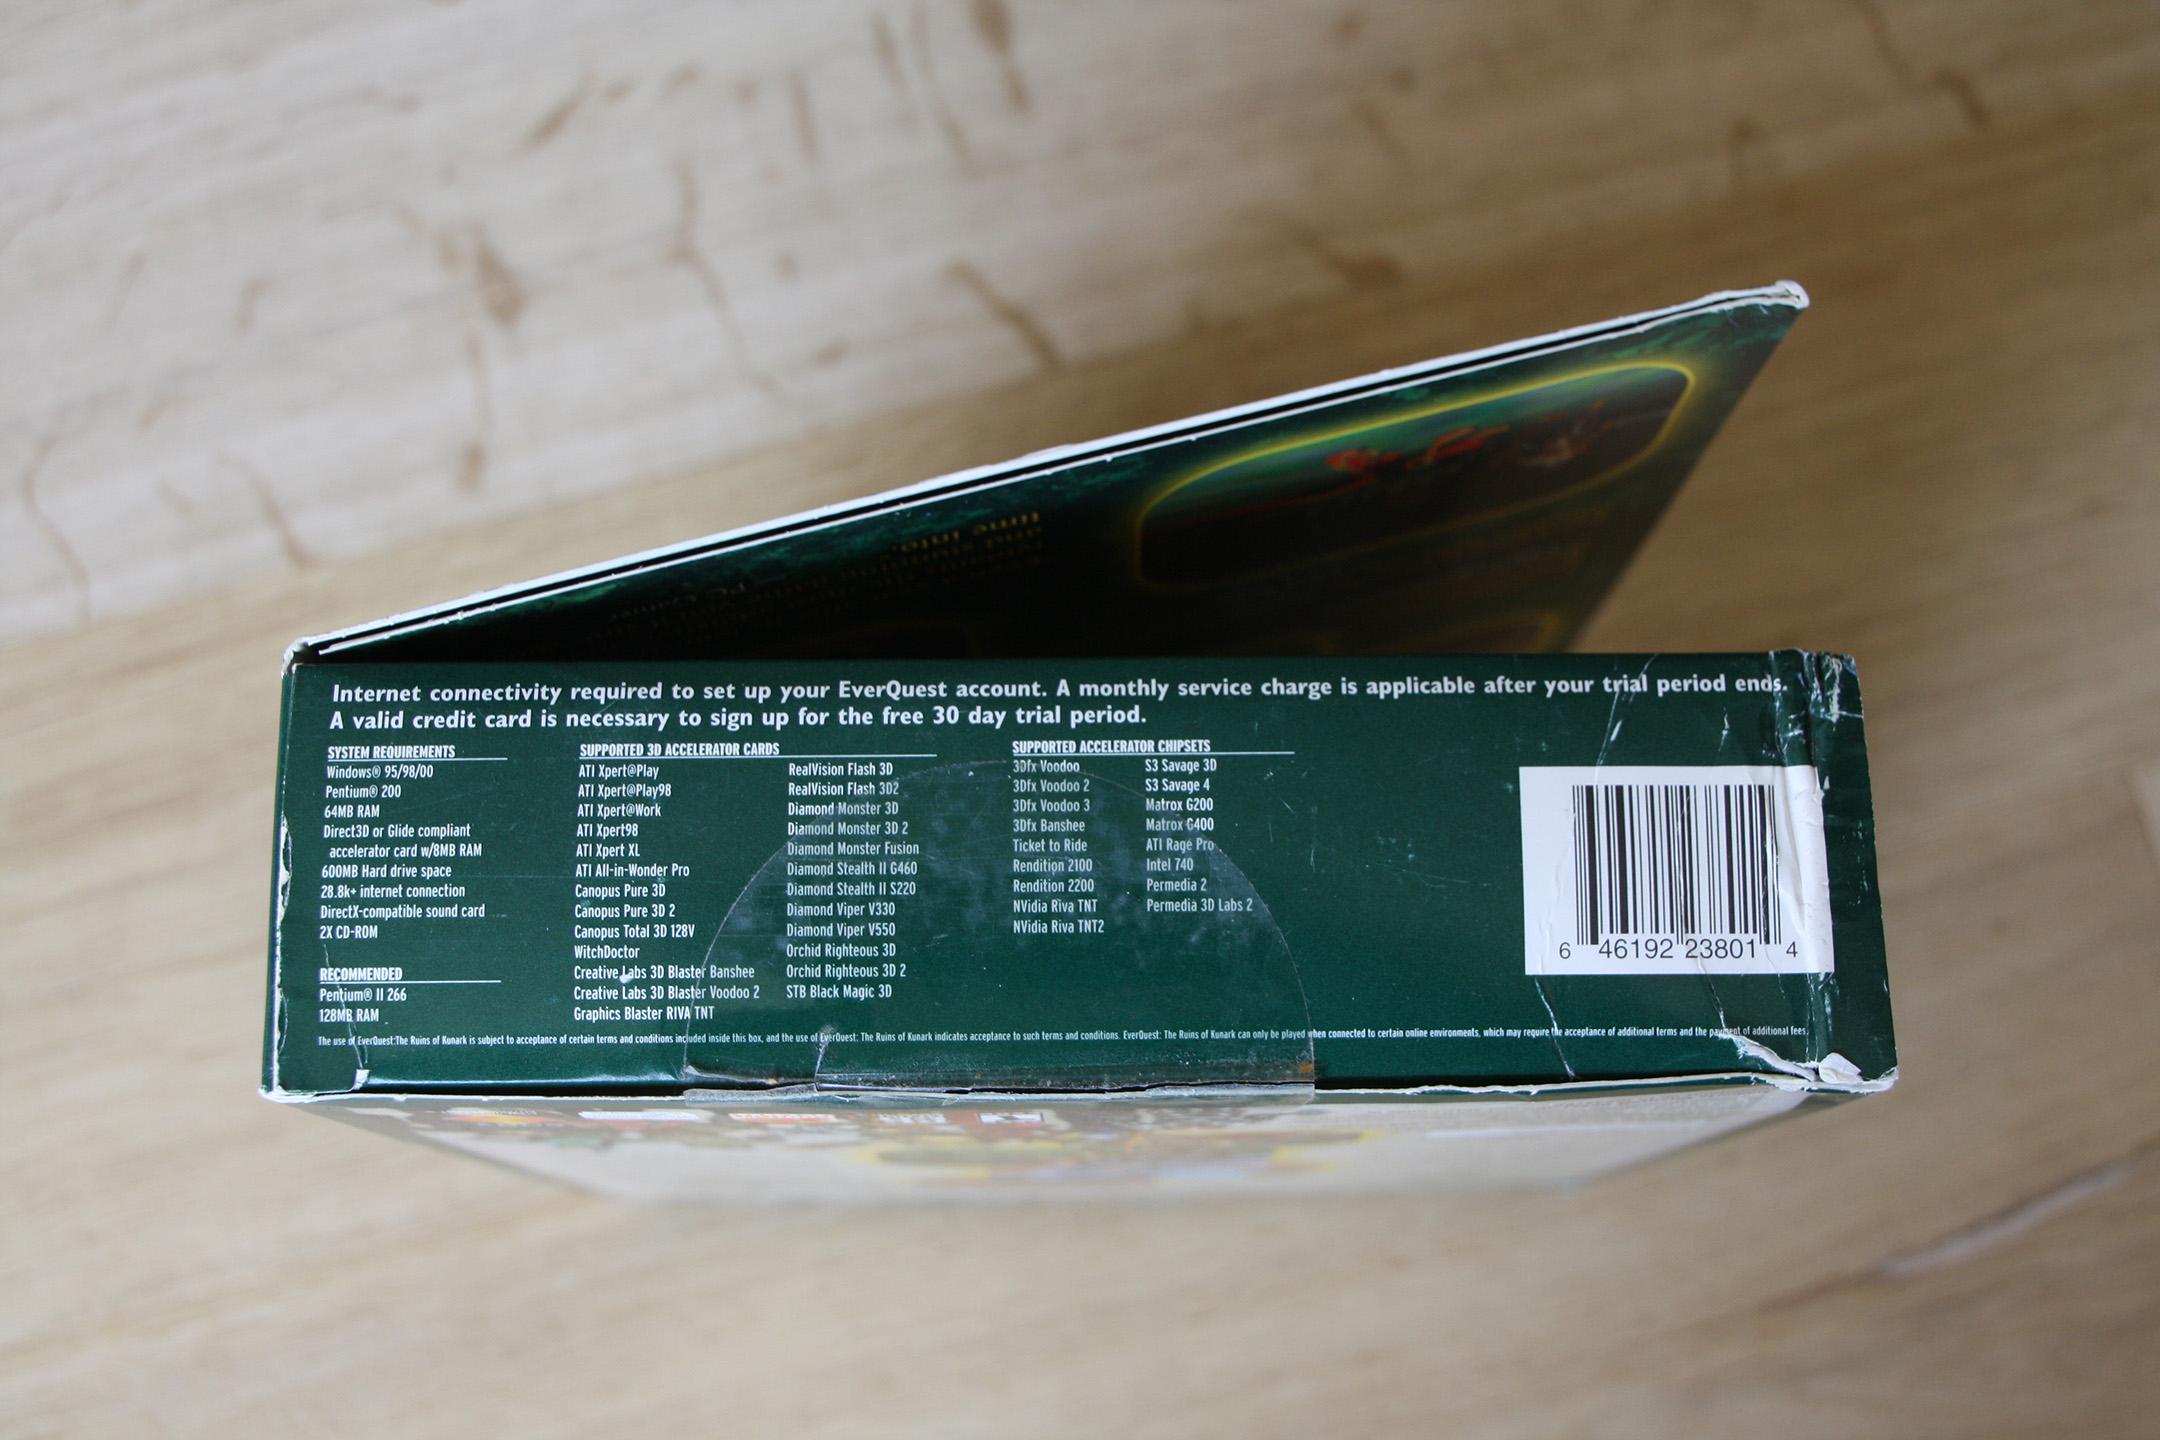 time into.
PC Gamer
Internet connectivity required to set up your EverQuest account. A monthly service charge is applicable after your trial period ends.
A valid credit card is necessary to sign up for the free 30 day trial period.
SYSTEM REQUIREMENTS
Windows® 95/98/00
Pentium® 200
64MB RAM
Direct3D or Glide compliant
accelerator card w/8MB RAM
600MB Hard drive space
28.8k+ internet connection
DirectX-compatible sound card
2X CD-ROM
RECOMMENDED
Pentium® II 266
128MB RAM
SUPPORTED 3D ACCELERATOR CARDS
ATI Xpert@Play
ATI Xpert@Play98
ATI Xpert@Work
ATI Xpert98
ATI Xpert XL
ATI All-in-Wonder Pro
Canopus Pure 3D
Canopus Pure 3D 2
Canopus Total 3D 128V
WitchDoctor
Creative Labs 3D Blaster Banshee
Creative Labs 3D Blaster Voodoo 2
Graphics Blaster RIVA TNT
RealVision Flash 3D
RealVision Flash 3D2
Diamond Monster 3D
Diamond Monster 3D 2
Diamond Monster Fusion
Diamond Stealth II G460
Diamond Stealth II S220
Diamond Viper V330
Diamond Viper V550
Orchid Righteous 3D
Orchid Righteous 3D 2
STB Black Magic 3D
SUPPORTED ACCELERATOR CHIPSETS
3Dfx Voodoo
3Dfx Voodoo 2
3Dfx Voodoo 3
3Dfx Banshee
Ticket to Ride
Rendition 2100
Rendition 2200
NVidia Riva TNT
NVidia Riva TNT2
S3 Savage 3D
S3 Savage 4
Matrox G200
Matrox G400
ATI Rage Pro
Intel 740
Permedia 2
Permedia 3D Labs 2
6 46192 23801 4
The use of EverQuest:The Ruins of Kunark is subject to acceptance of certain terms and conditions included inside this box, and the use of EverQuest: The Ruins of Kunark indicates acceptance to such terms and conditions. EverQuest: The Ruins of Kunark can only be played when connected to certain online environments, which may require the acceptance of additional terms and the payment of additional fees.